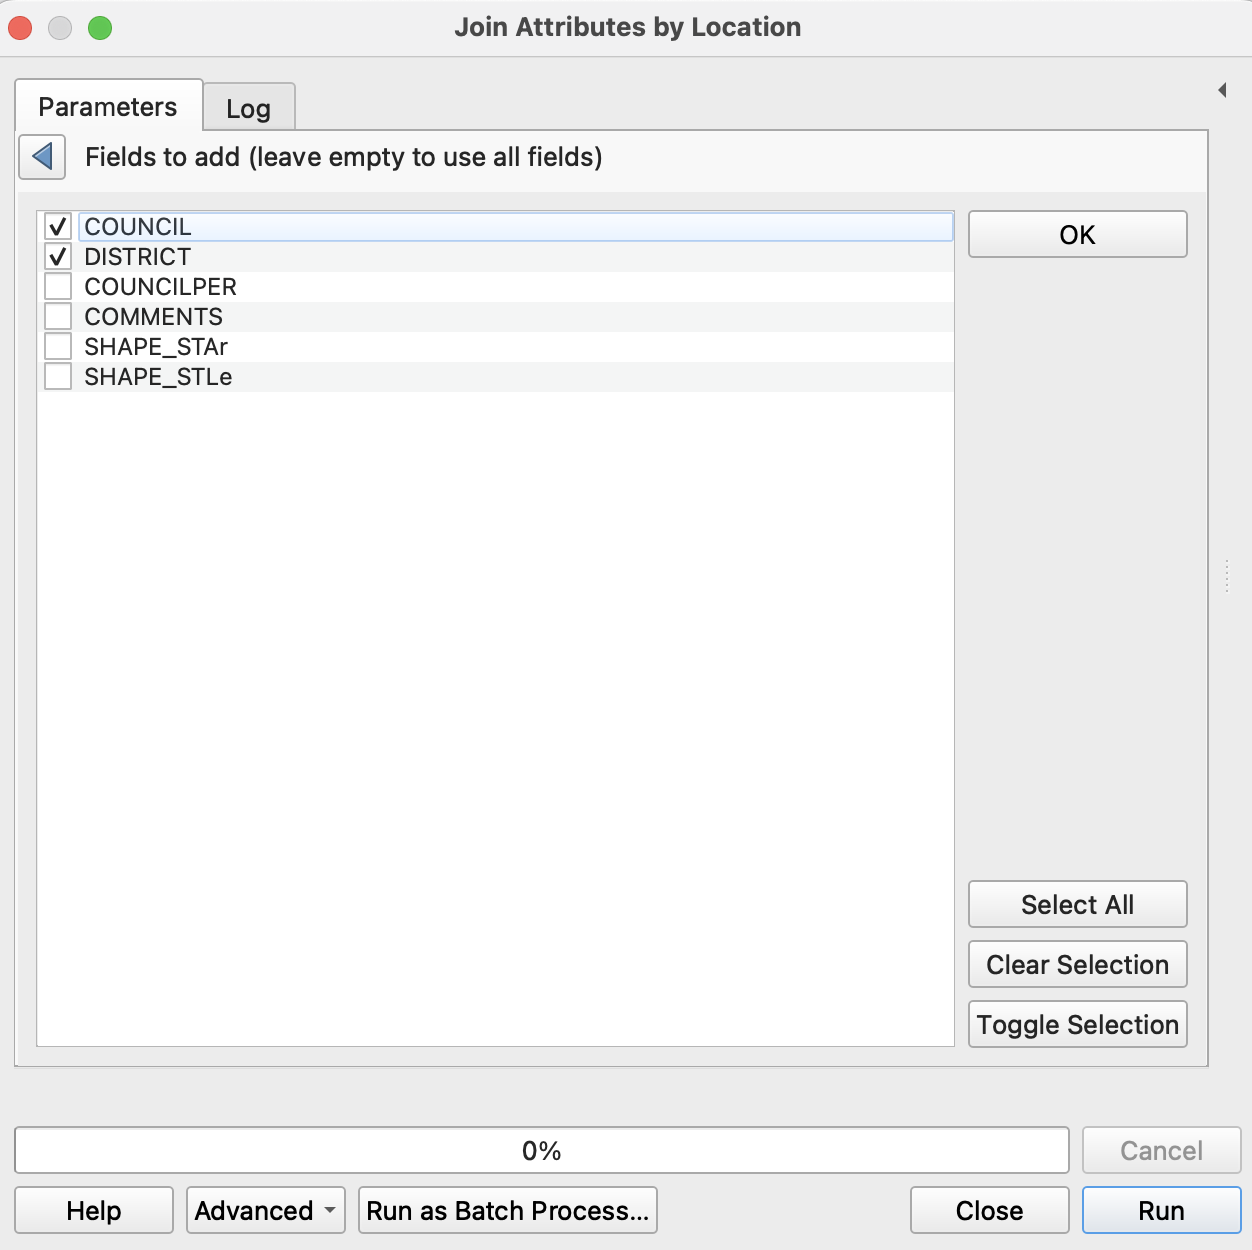 Join Attributes by Location
Parameters
Log
Fields to add (leave empty to use all fields)
COUNCIL
DISTRICT
COUNCILPER
COMMENTS
SHAPE_STAr
SHAPE_STLe
OK
Select All
Clear Selection
Toggle Selection
0%
Cancel
Help
Advanced
Run as Batch Process...
Close
Run